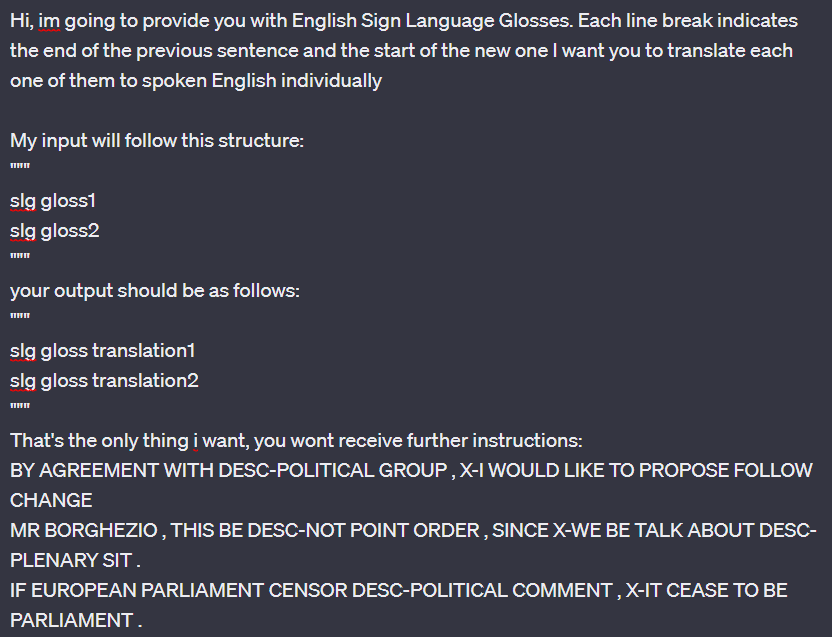 Hi, im going to provide you with English Sign Language Glosses. Each line break indicates
the end of the previous sentence and the start of the new one I want you to translate each
one of them to spoken English individually
My input will follow this structure:
"""
slg gloss1
slg gloss2
"""
your output should be as follows:
"""
slg gloss translation1
slg gloss translation2
"""
That's the only thing i want, you wont receive further instructions:
BY AGREEMENT WITH DESC-POLITICAL GROUP , X-I WOULD LIKE TO PROPOSE FOLLOW
CHANGE
MR BORGHEZIO , THIS BE DESC-NOT POINT ORDER , SINCE X-WE BE TALK ABOUT DESC-
PLENARY SIT .
IF EUROPEAN PARLIAMENT CENSOR DESC-POLITICAL COMMENT , X-IT CEASE TO BE
PARLIAMENT .